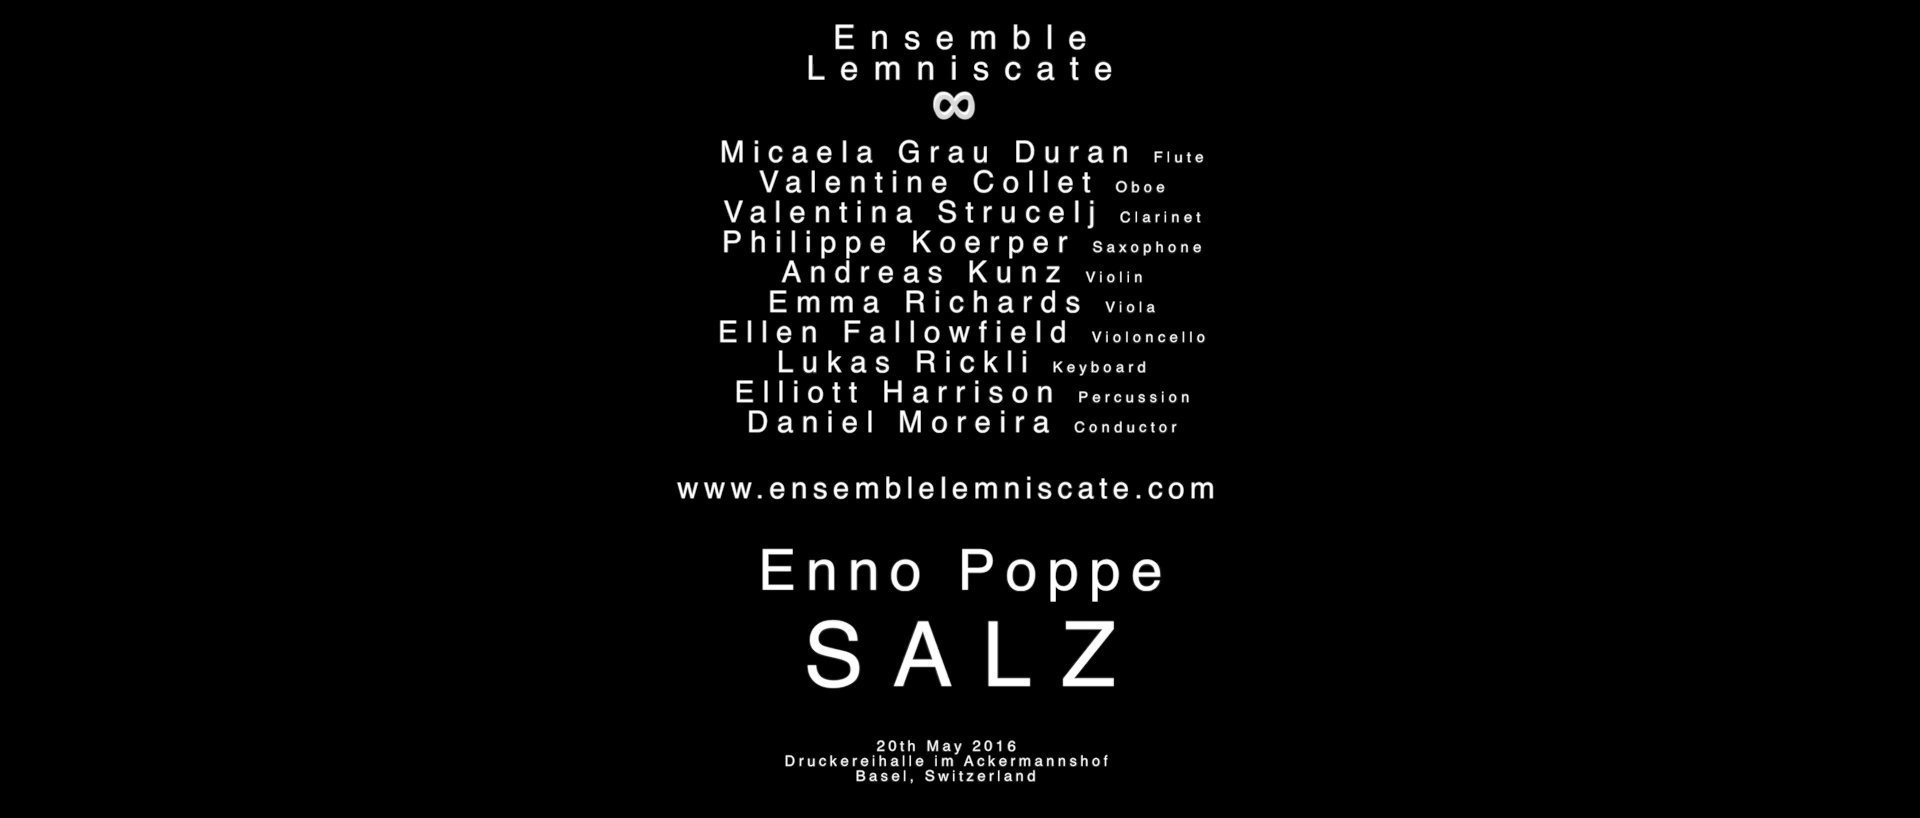 Ensemble
Lemniscate
∞
Micaela Grau Duran Flute
Valentine Collet Oboe
Valentina Strucelj Clarinet
Philippe Koerper Saxophone
Andreas Kunz Violin
Emma Richards Viola
Ellen Fallowfield Violoncello
Lukas Rickli Keyboard
Elliott Harrison Percussion
Daniel Moreira Conductor
www.ensemblelemniscate.com
Enno Poppe
SALZ
20th May 2016
Druckereihalle im Ackermannshof
Basel, Switzerland